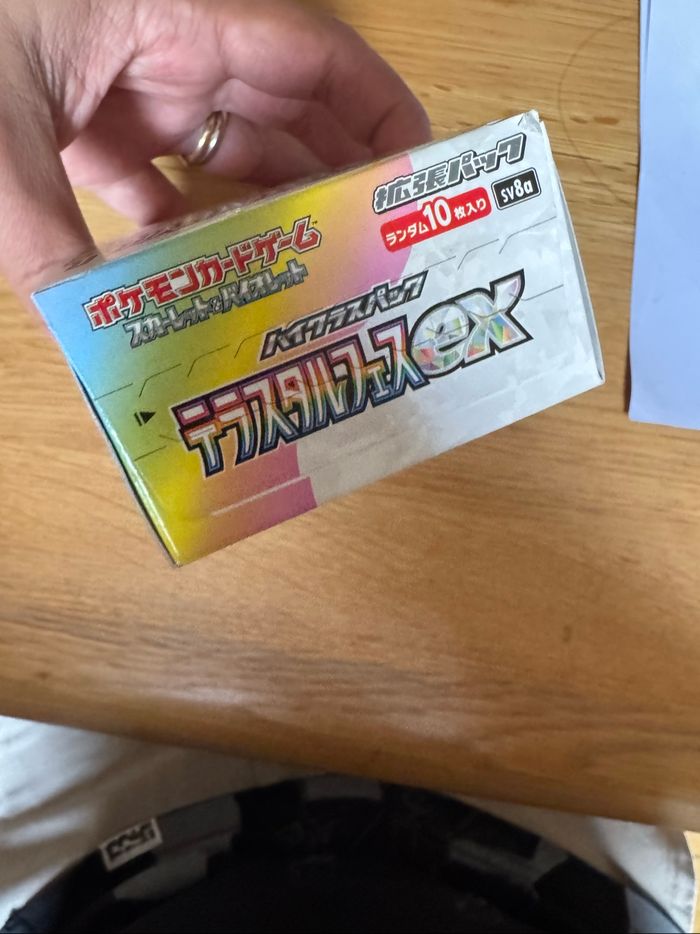 拡張パック
ランダム10枚入り
sv8a
ポケモンカードゲーム
スカーレット&バイオレット
ハイクラスパック
テラスタルフェスex